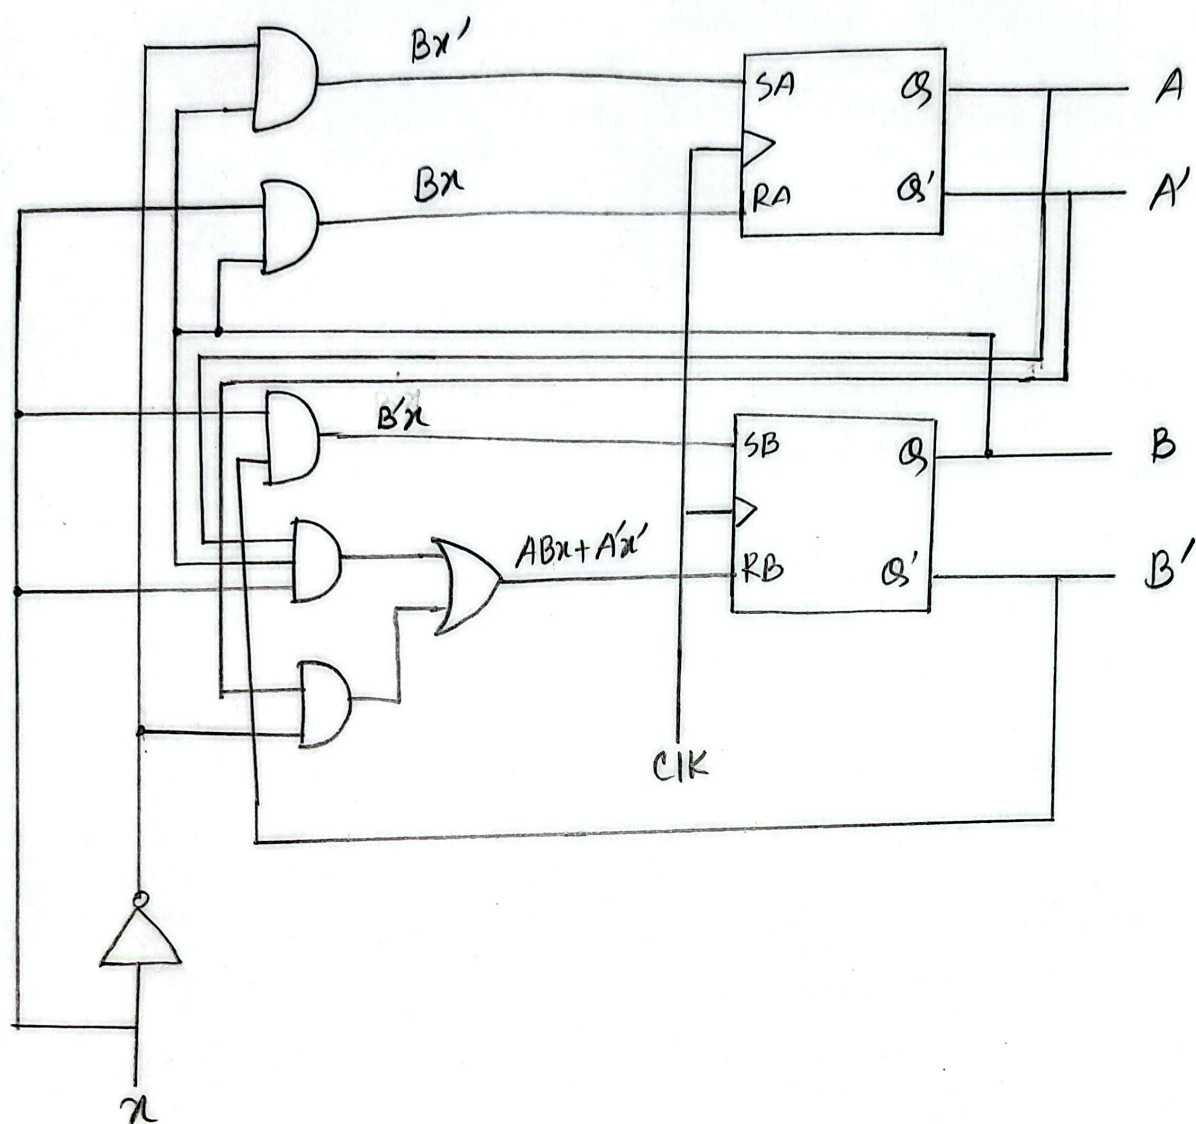 Bx'
SA Q A
Bx
RA Q' A'
B'x
SB Q B
ABx+A'x'
RB Q' B'
ClK
x